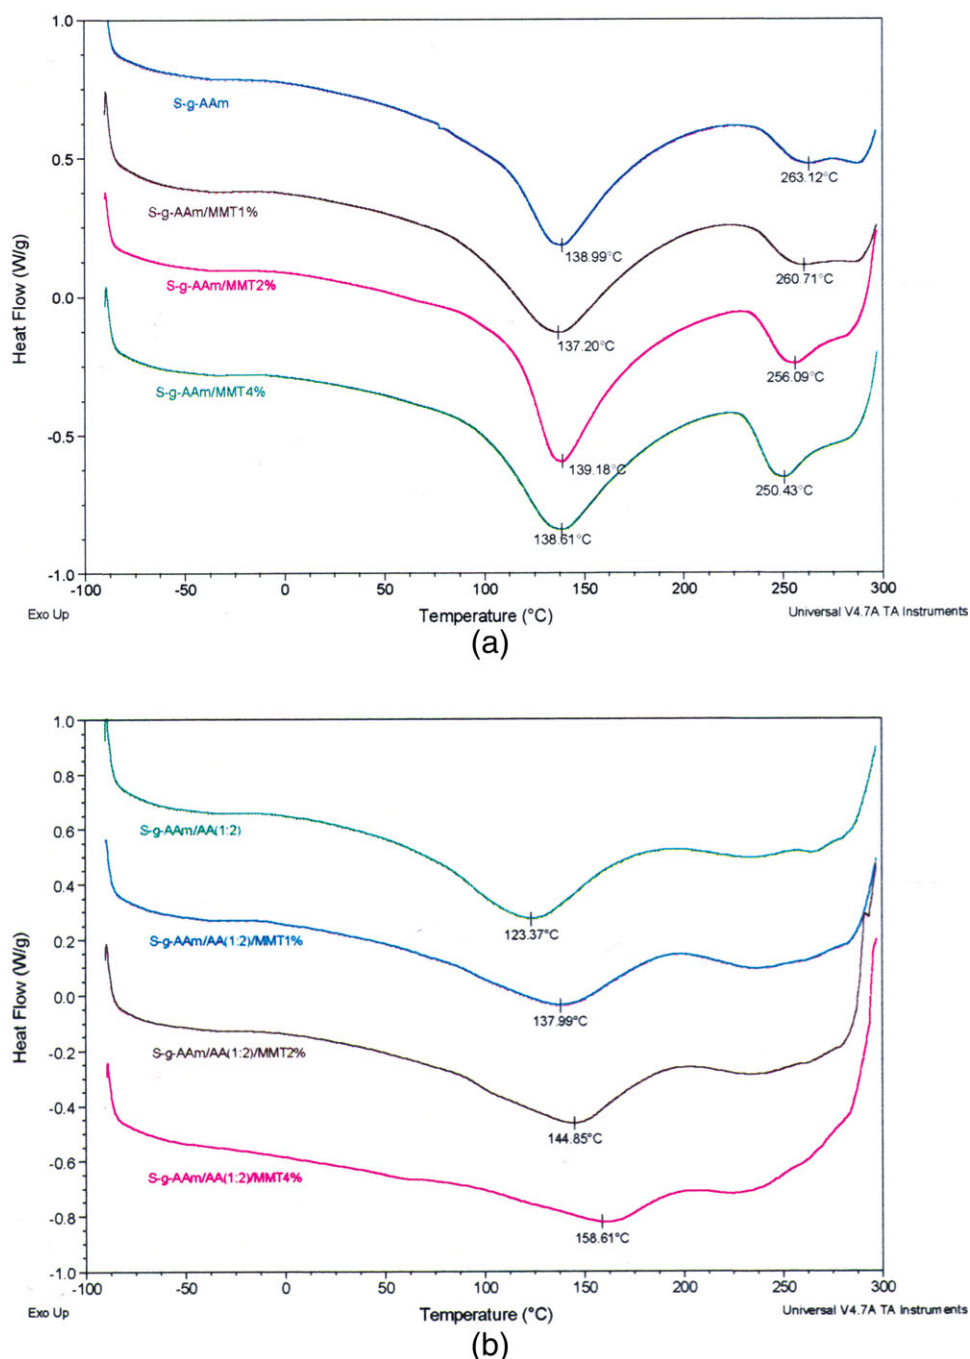 1.0
S-g-AAm
0.5
263.12°C
S-g-AAm/MMT1%
138.99°C
260.71°C
Heat Flow (W/g)
S-g-AAm/MMT2%
0.0
137.20°C
256.09°C
S-g-AAm/MMT4%
-0.5
139.18°C
250.43°C
138.61°C
-1.0
-100 -50 0 50 100 150 200 250 300
Exo Up Temperature (°C) Universal V4.7A TA Instruments
(a)
1.0
0.8
S-g-AAm/AA(1:2)
0.6
0.4
123.37°C
S-g-AAm/AA(1:2)/MMT1%
0.2
Heat Flow (W/g)
0.0
137.99°C
S-g-AAm/AA(1:2)/MMT2%
-0.2
-0.4
144.85°C
-0.6
S-g-AAm/AA(1:2)/MMT4%
-0.8
158.61°C
-1.0
-100 -50 0 50 100 150 200 250 300
Exo Up Temperature (°C) Universal V4.7A TA Instruments
(b)